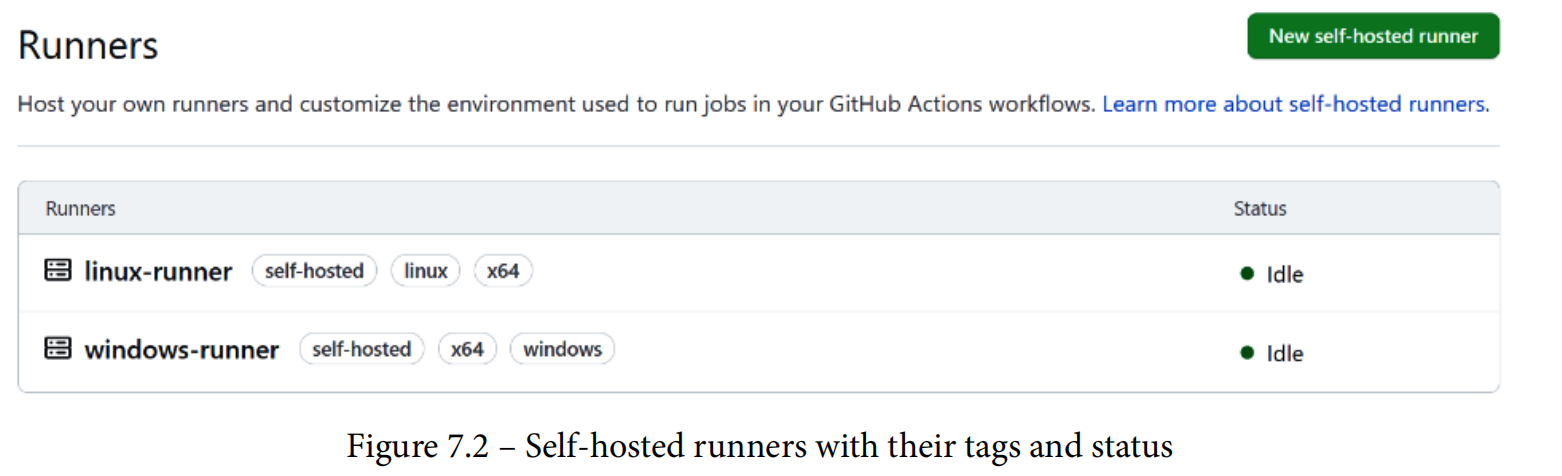 Runners
New self-hosted runner
Host your own runners and customize the environment used to run jobs in your GitHub Actions workflows. Learn more about self-hosted runners.
Runners Status
linux-runner self-hosted linux x64 Idle
windows-runner self-hosted x64 windows Idle
Figure 7.2 – Self-hosted runners with their tags and status